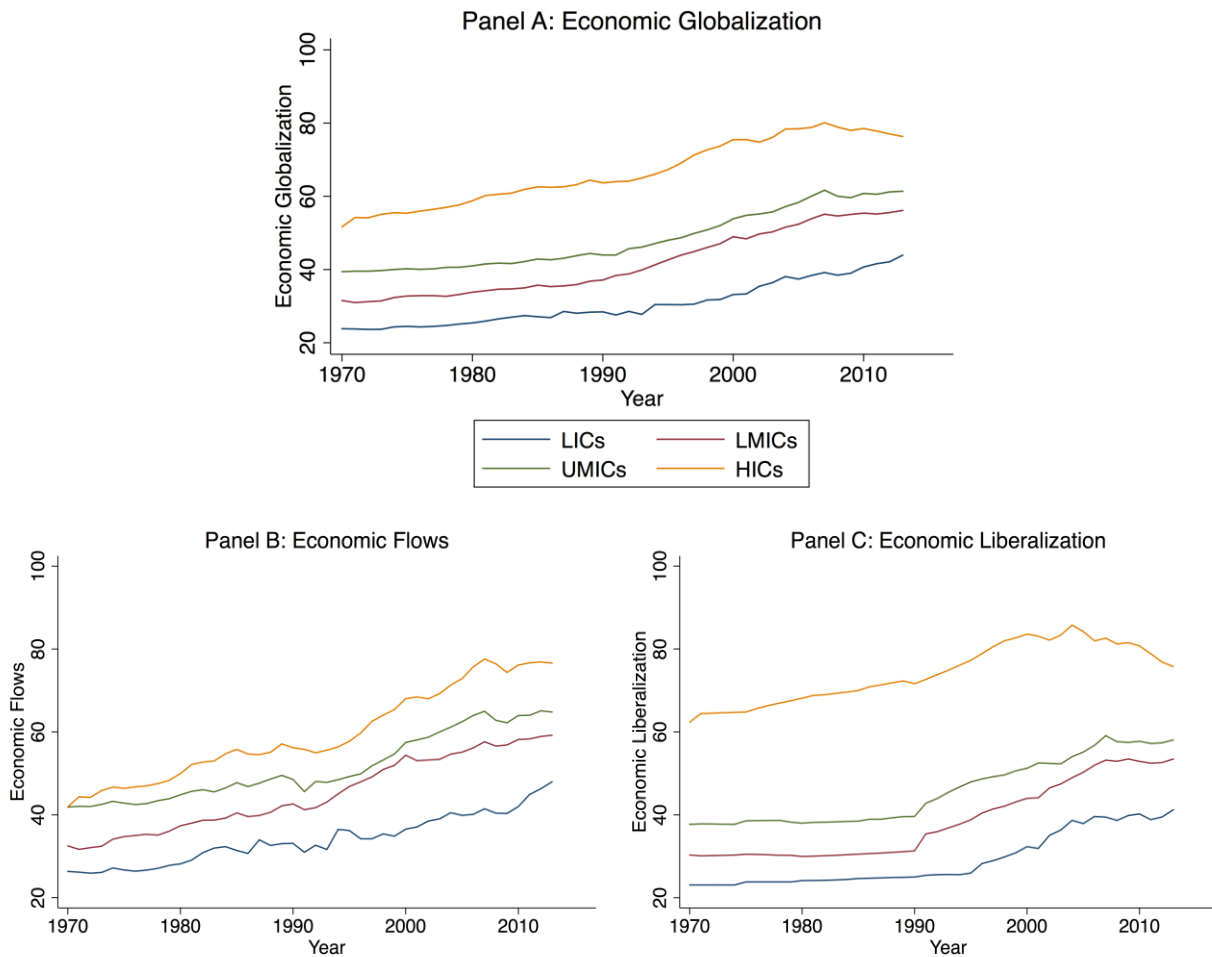 Panel A: Economic Globalization
Economic Globalization
100
80
60
40
20
1970 1980 1990 2000 2010
Year
LICs LMICs
UMICs HICs
Panel B: Economic Flows
Economic Flows
100
80
60
40
20
1970 1980 1990 2000 2010
Year
Panel C: Economic Liberalization
Economic Liberalization
100
80
60
40
20
1970 1980 1990 2000 2010
Year